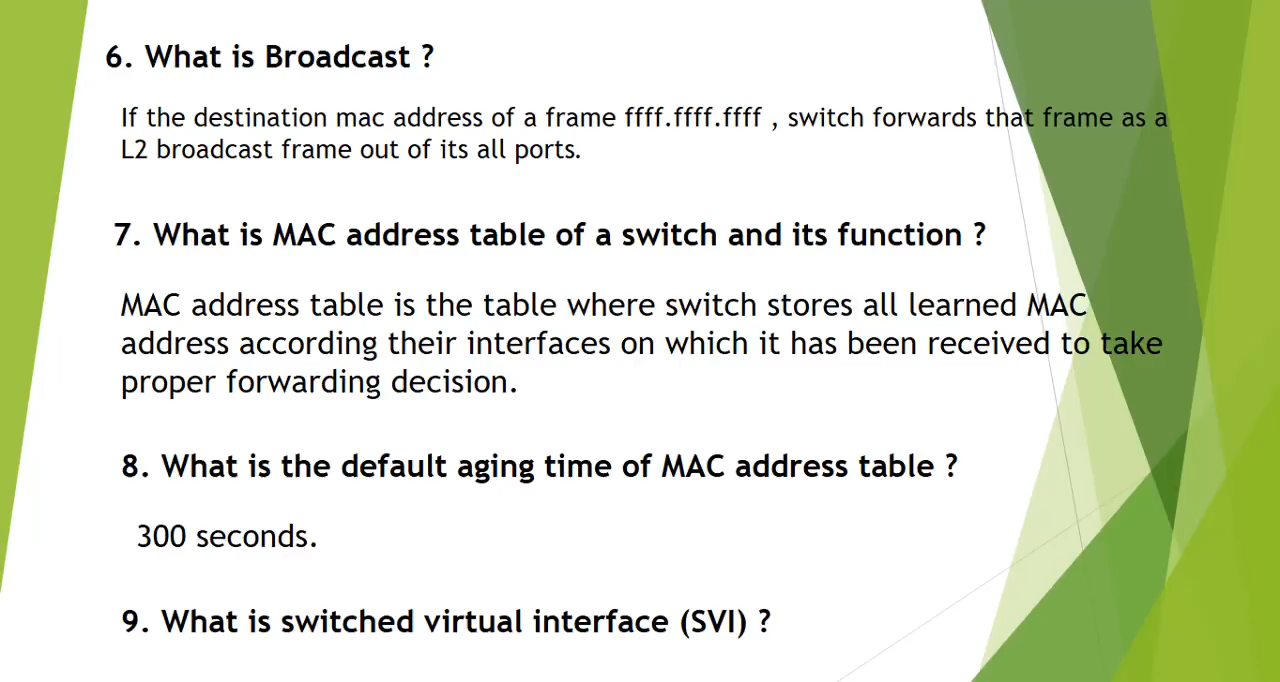 6. What is Broadcast ?
If the destination mac address of a frame ffff.ffff.ffff , switch forwards that frame as a
L2 broadcast frame out of its all ports.
7. What is MAC address table of a switch and its function ?
MAC address table is the table where switch stores all learned MAC
address according their interfaces on which it has been received to take
proper forwarding decision.
8. What is the default aging time of MAC address table ?
300 seconds.
9. What is switched virtual interface (SVI) ?